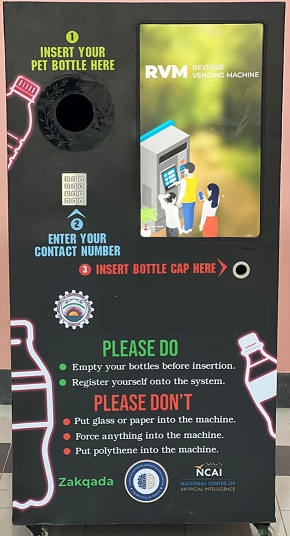 1
INSERT YOUR
PET BOTTLE HERE
RVM REVERSE
VENDING MACHINE
2
ENTER YOUR
CONTACT NUMBER
3 INSERT BOTTLE CAP HERE
PLEASE DO
Empty your bottles before insertion.
Register yourself onto the system.
PLEASE DON'T
Put glass or paper into the machine.
Force anything into the machine.
Put polythene into the machine.
Zakqada
NCAI
NATIONAL CENTRE OF
ARTIFICIAL INTELLIGENCE